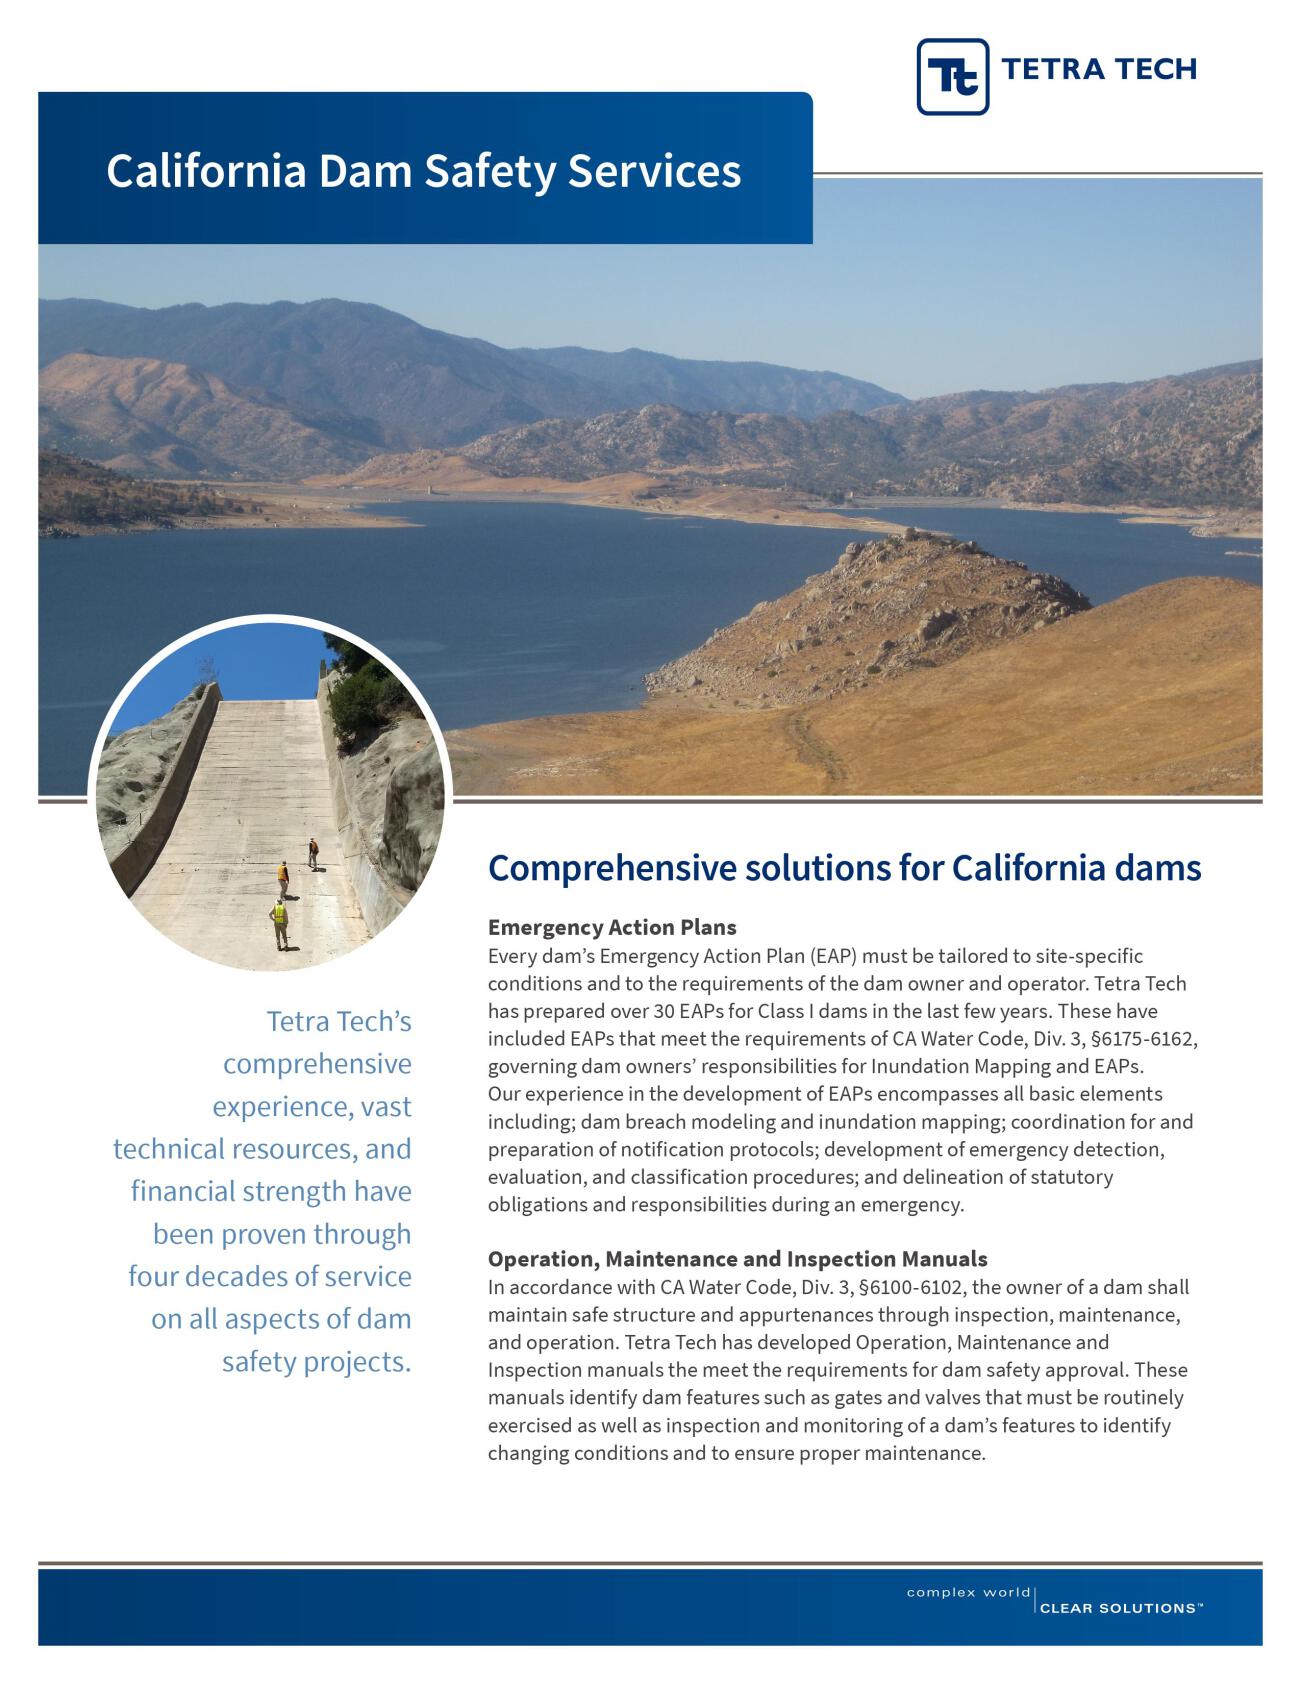 Tt TETRA TECH
California Dam Safety Services
Tetra Tech’s
comprehensive
experience, vast
technical resources, and
financial strength have
been proven through
four decades of service
on all aspects of dam
safety projects.
Comprehensive solutions for California dams
Emergency Action Plans
Every dam’s Emergency Action Plan (EAP) must be tailored to site-specific
conditions and to the requirements of the dam owner and operator. Tetra Tech
has prepared over 30 EAPs for Class I dams in the last few years. These have
included EAPs that meet the requirements of CA Water Code, Div. 3, §6175-6162,
governing dam owners’ responsibilities for Inundation Mapping and EAPs.
Our experience in the development of EAPs encompasses all basic elements
including; dam breach modeling and inundation mapping; coordination for and
preparation of notification protocols; development of emergency detection,
evaluation, and classification procedures; and delineation of statutory
obligations and responsibilities during an emergency.
Operation, Maintenance and Inspection Manuals
In accordance with CA Water Code, Div. 3, §6100-6102, the owner of a dam shall
maintain safe structure and appurtenances through inspection, maintenance,
and operation. Tetra Tech has developed Operation, Maintenance and
Inspection manuals the meet the requirements for dam safety approval. These
manuals identify dam features such as gates and valves that must be routinely
exercised as well as inspection and monitoring of a dam’s features to identify
changing conditions and to ensure proper maintenance.
complex world
CLEAR SOLUTIONS™